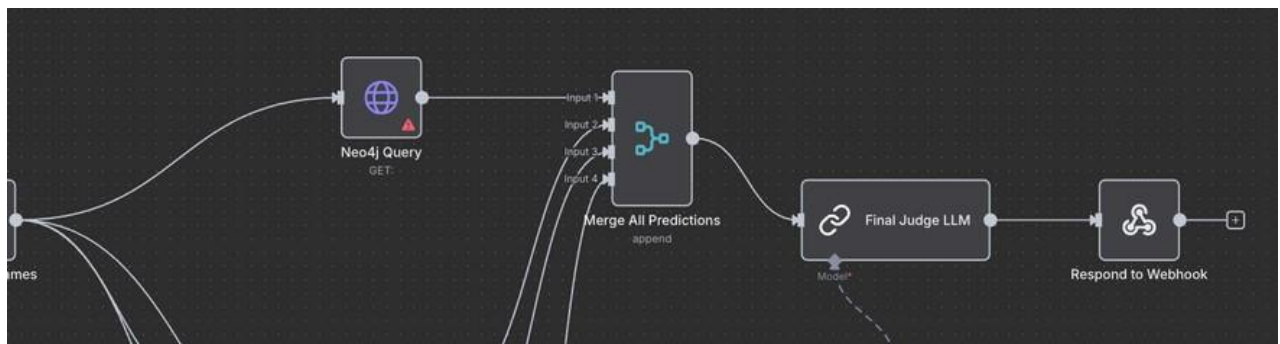 Neo4j Query
GET:
Input 1
Input 2
Input 3
Input 4
Merge All Predictions
append
Final Judge LLM
Model*
Respond to Webhook